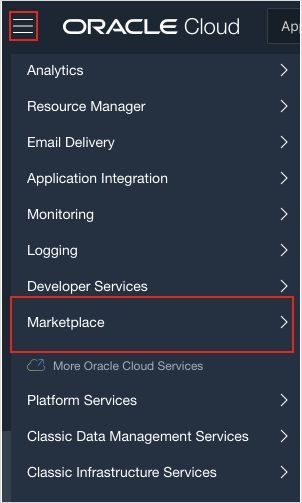 ORACLE Cloud
Analytics
Resource Manager
Email Delivery
Application Integration
Monitoring
Logging
Developer Services
Marketplace
More Oracle Cloud Services
Platform Services
Classic Data Management Services
Classic Infrastructure Services